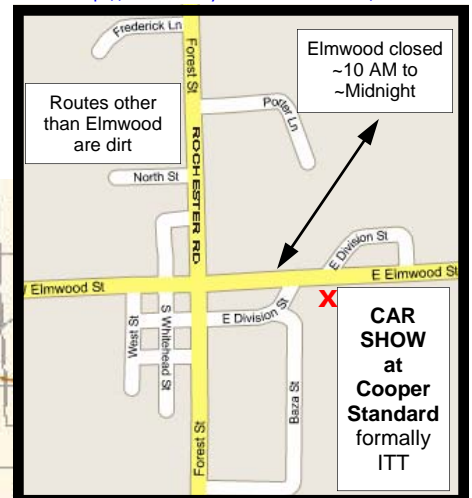 Frederick Ln
Forest St
Elmwood closed
~10 AM to
~Midnight
Routes other
than Elmwood
are dirt
Potter Ln
ROCHESTER RD
North St
E Division St
W Elmwood St
E Elmwood St
X
E Division St
West St
S Whitehead St
Baza St
Forest St
CAR
SHOW
at
Cooper
Standard
formally
ITT